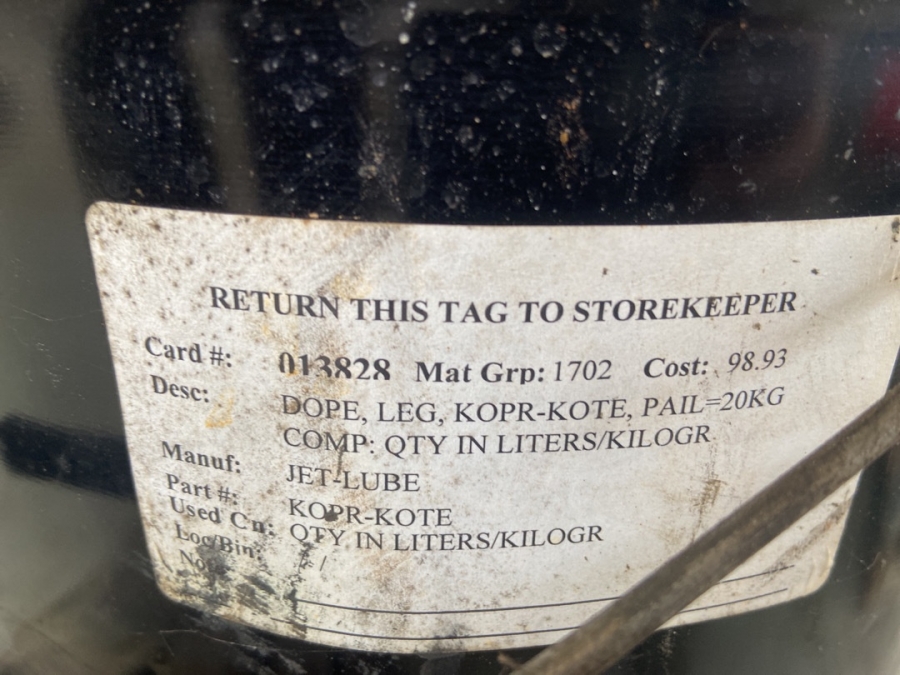 RETURN THIS TAG TO STOREKEEPER
Card #: 013828 Mat Grp: 1702 Cost: 98.93
Desc: DOPE, LEG, KOPR-KOTE, PAIL=20KG
COMP: QTY IN LITERS/KILOGR
Manuf: JET-LUBE
Part #: KOPR-KOTE
Used On: QTY IN LITERS/KILOGR
Loc/Bin: / /